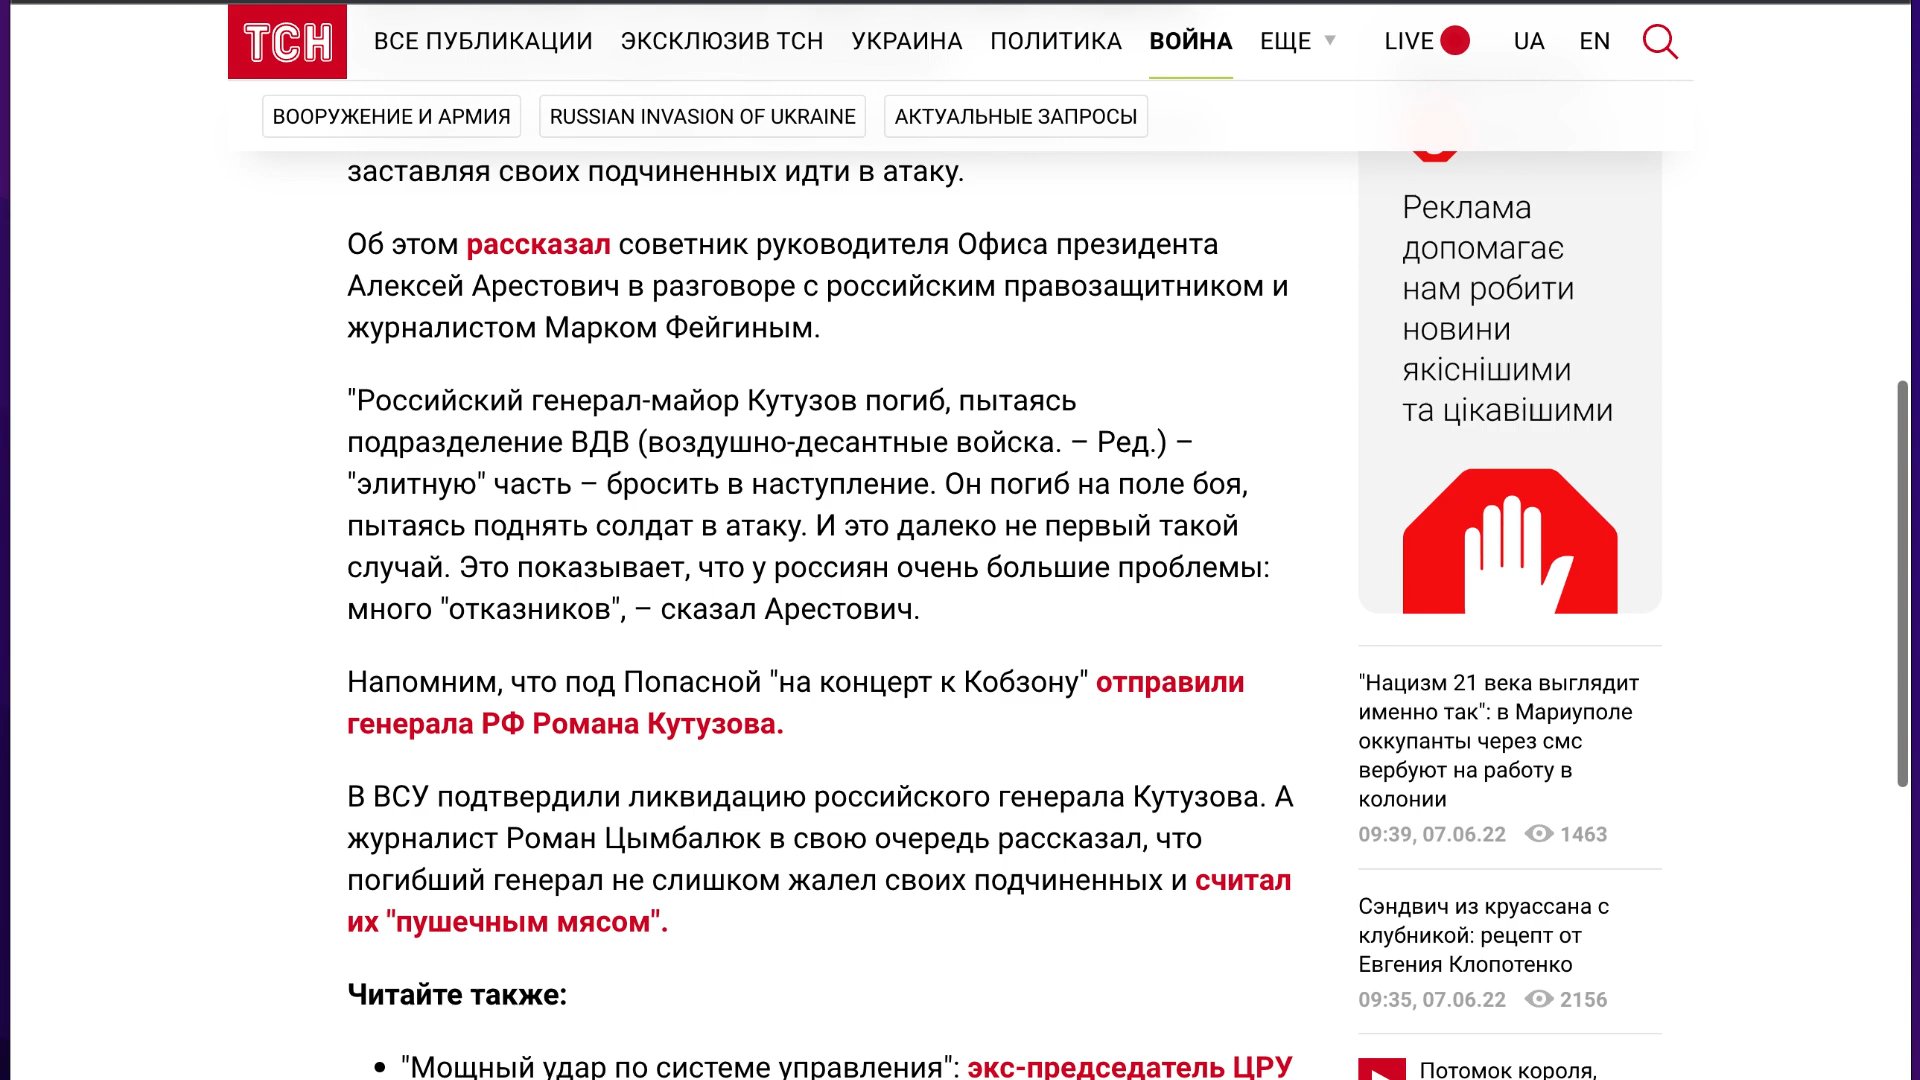 ТСН
ВСЕ ПУБЛИКАЦИИ ЭКСКЛЮЗИВ ТСН УКРАИНА ПОЛИТИКА ВОЙНА ЕЩЕ LIVE UA EN
ВООРУЖЕНИЕ И АРМИЯ RUSSIAN INVASION OF UKRAINE АКТУАЛЬНЫЕ ЗАПРОСЫ
заставляя своих подчиненных идти в атаку.
Об этом рассказал советник руководителя Офиса президента
Алексей Арестович в разговоре с российским правозащитником и
журналистом Марком Фейгиным.
"Российский генерал-майор Кутузов погиб, пытаясь
подразделение ВДВ (воздушно-десантные войска. – Ред.) –
"элитную" часть – бросить в наступление. Он погиб на поле боя,
пытаясь поднять солдат в атаку. И это далеко не первый такой
случай. Это показывает, что у россиян очень большие проблемы:
много "отказников", – сказал Арестович.
Напомним, что под Попасной "на концерт к Кобзону" отправили
генерала РФ Романа Кутузова.
В ВСУ подтвердили ликвидацию российского генерала Кутузова. А
журналист Роман Цымбалюк в свою очередь рассказал, что
погибший генерал не слишком жалел своих подчиненных и считал
их "пушечным мясом".
Читайте также:
• "Мощный удар по системе управления": экс-председатель ЦРУ
Реклама
допомагає
нам робити
новини
якіснішими
та цікавішими
"Нацизм 21 века выглядит
именно так": в Мариуполе
оккупанты через смс
вербуют на работу в
колонии
09:39, 07.06.22 1463
Сэндвич из круассана с
клубникой: рецепт от
Евгения Клопотенко
09:35, 07.06.22 2156
Потомок короля,